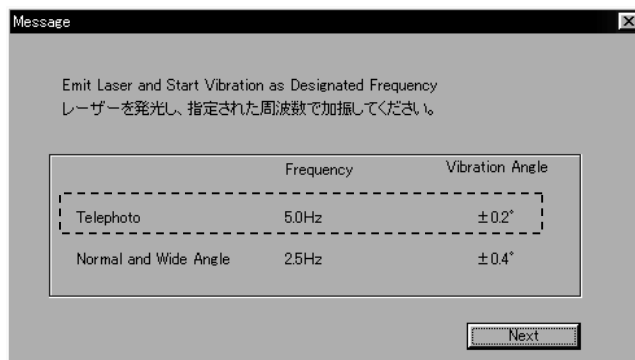 Message
Emit Laser and Start Vibration as Designated Frequency
レーザーを発光し、指定された周波数で加振してください。
Frequency Vibration Angle
Telephoto 5.0Hz ±0.2°
Normal and Wide Angle 2.5Hz ±0.4°
Next